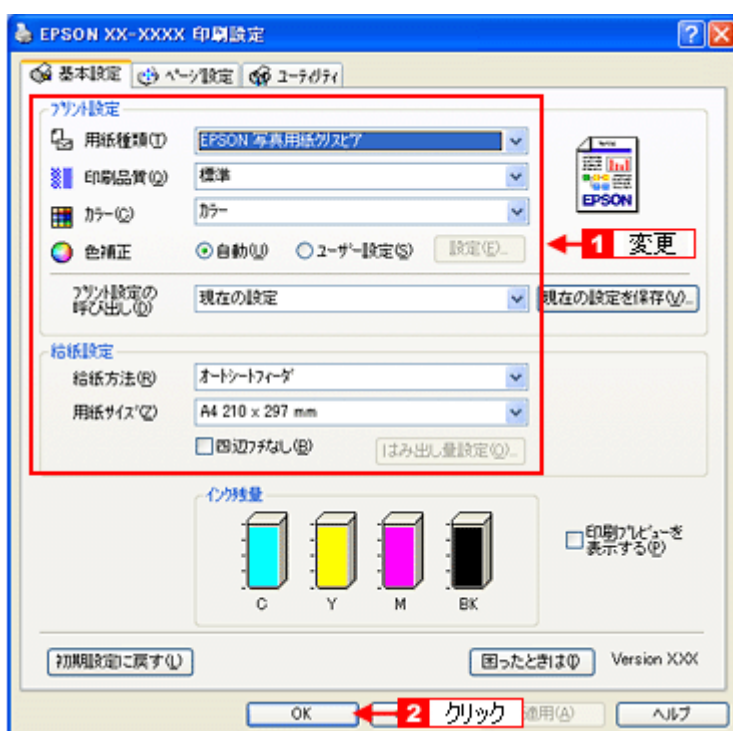 EPSON XX-XXXX 印刷設定
基本設定 ページ設定 ユーティリティ
プリント設定
用紙種類(T) EPSON 写真用紙クリスピア
印刷品質(Q) 標準
カラー(C) カラー
色補正 自動(U) ユーザー設定(S) 設定(E)...
EPSON
1 変更
プリント設定の
呼び出し(D) 現在の設定 現在の設定を保存(V)...
給紙設定
給紙方法(R) オートシートフィーダ
用紙サイズ(Z) A4 210 x 297 mm
四辺フチなし(B) はみ出し量設定(O)...
インク残量
C Y M BK
印刷プレビューを
表示する(P)
初期設定に戻す(L) 困ったときは(I) Version XXX
OK 2 クリック 適用(A) ヘルプ